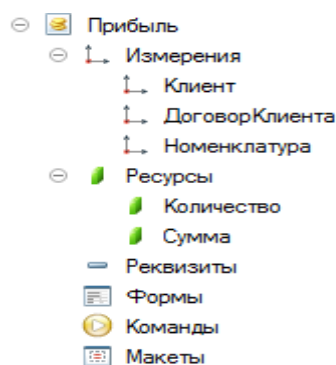 Прибыль
Измерения
Клиент
ДоговорКлиента
Номенклатура
Ресурсы
Количество
Сумма
Реквизиты
Формы
Команды
Макеты